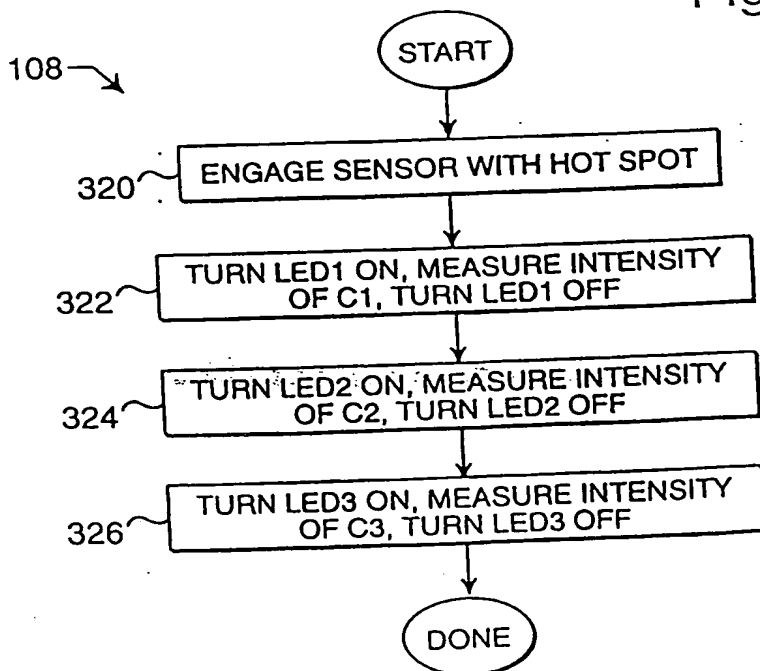 Fig
START
108
320
ENGAGE SENSOR WITH HOT SPOT
322
TURN LED1 ON, MEASURE INTENSITY
OF C1, TURN LED1 OFF
324
TURN LED2 ON, MEASURE INTENSITY
OF C2, TURN LED2 OFF
326
TURN LED3 ON, MEASURE INTENSITY
OF C3, TURN LED3 OFF
DONE